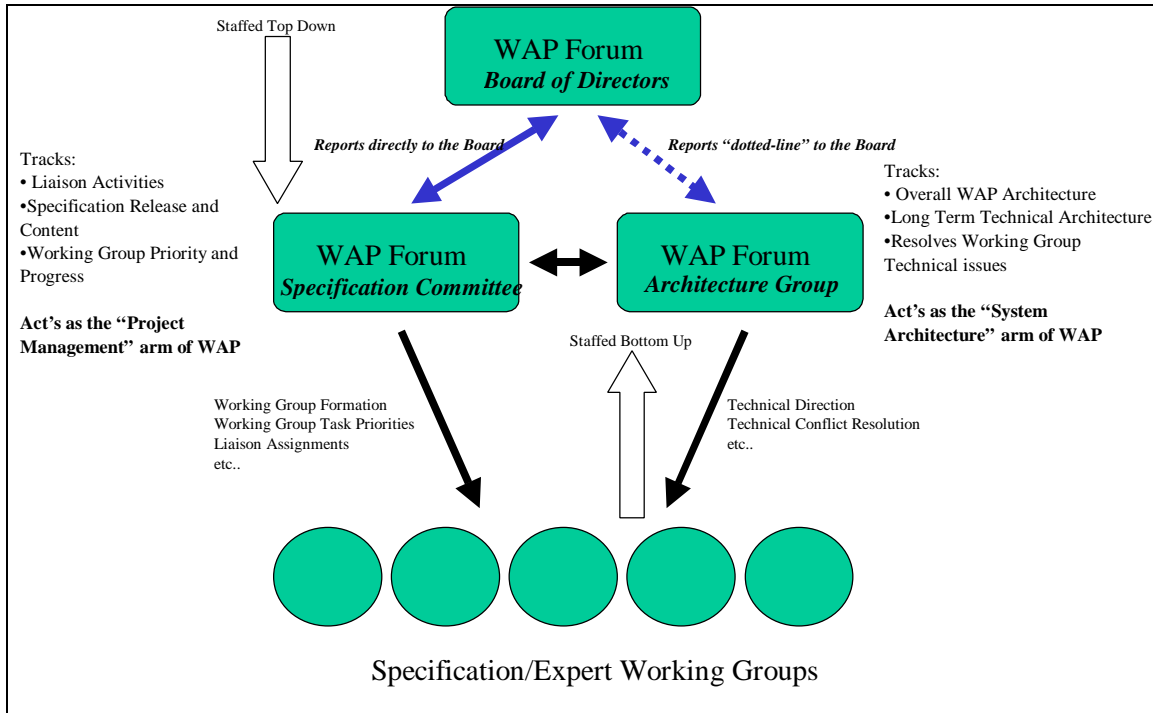 Staffed Top Down
WAP Forum
Board of Directors
Reports directly to the Board
Reports “dotted-line” to the Board
Tracks:
• Liaison Activities
•Specification Release and
Content
•Working Group Priority and
Progress
Act’s as the “Project
Management” arm of WAP
WAP Forum
Specification Committee
WAP Forum
Architecture Group
Tracks:
• Overall WAP Architecture
•Long Term Technical Architecture
•Resolves Working Group
Technical issues
Act’s as the “System
Architecture” arm of WAP
Staffed Bottom Up
Working Group Formation
Working Group Task Priorities
Liaison Assignments
etc..
Technical Direction
Technical Conflict Resolution
etc..
Specification/Expert Working Groups